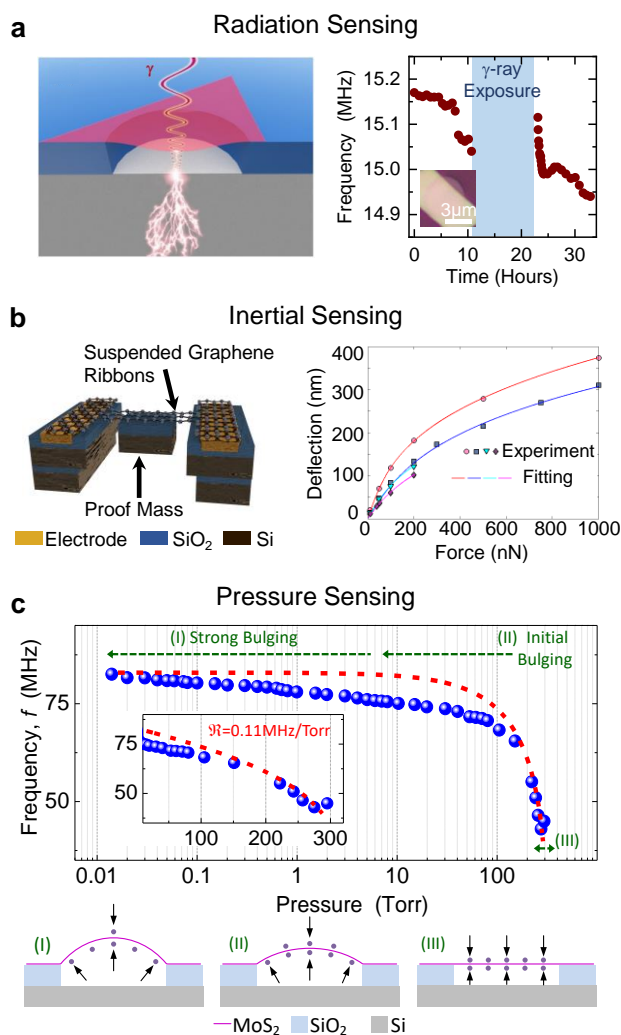 a
Radiation Sensing
γ
Frequency
(MHz)
15.2
15.1
15.0
14.9
γ-ray
Exposure
3μm
0
10
20
30
Time (Hours)
b
Inertial Sensing
Suspended Graphene
Ribbons
Proof Mass
Electrode
SiO₂
Si
Deflection (nm)
400
300
200
100
0
Experiment
Fitting
0
200
400
600
800
1000
Force (nN)
c
Pressure Sensing
Frequency, f (MHz)
75
50
(I) Strong Bulging
(II) Initial
Bulging
ℜ=0.11MHz/Torr
75
50
100
200
300
(III)
0.01
0.1
1
10
100
Pressure (Torr)
(I)
(II)
(III)
MoS₂
SiO₂
Si